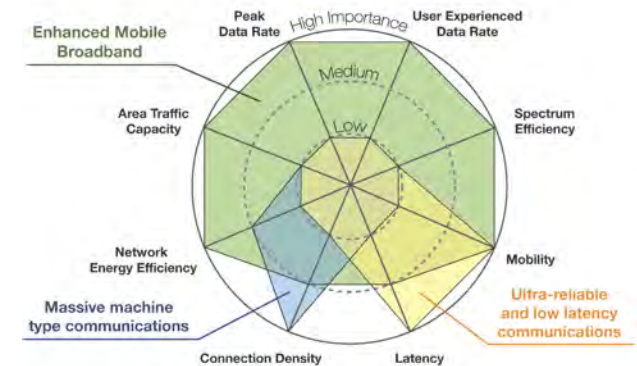 Peak
Data Rate
High Importance
User Experienced
Data Rate
Enhanced Mobile
Broadband
Medium
Area Traffic
Capacity
Low
Spectrum
Efficiency
Network
Energy Efficiency
Mobility
Massive machine
type communications
Ulfra-reliable
and low latency
communications
Connection Density
Latency